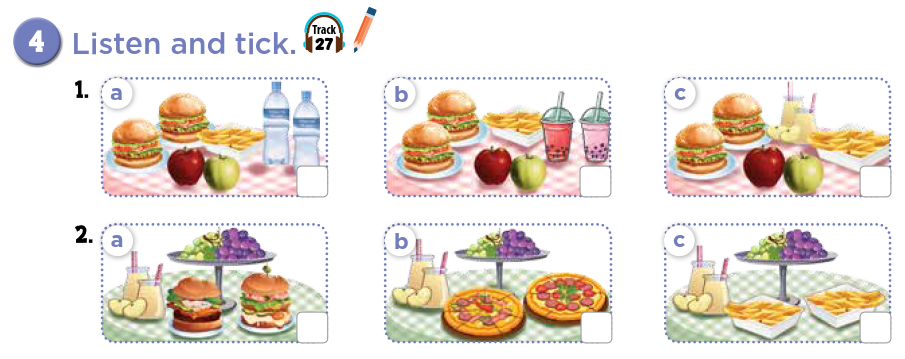 4 Listen and tick. Track 27
1. a b c
2. a b c